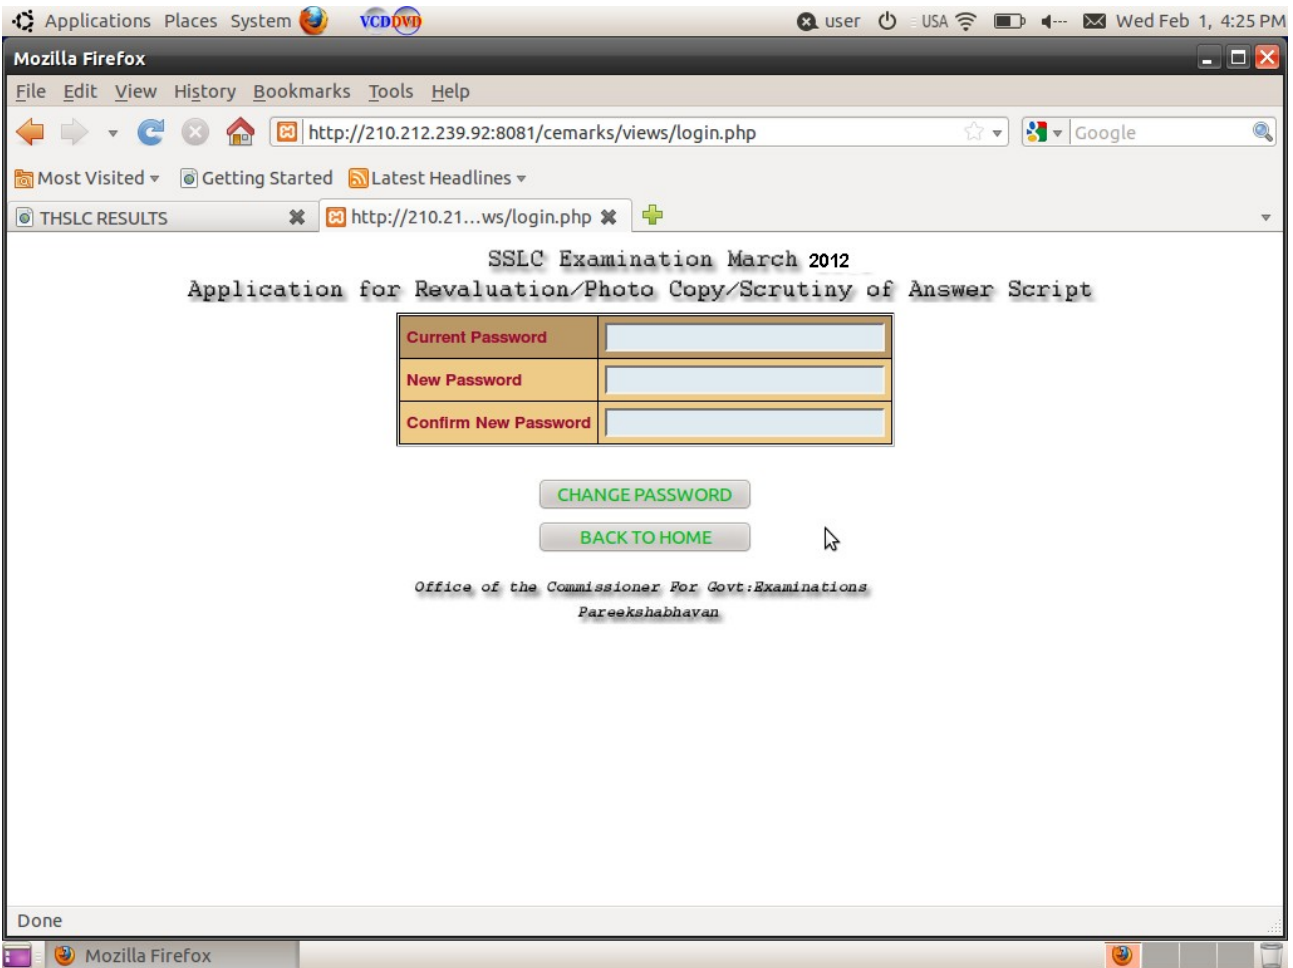 Applications Places System VCDDVD user USA Wed Feb 1, 4:25 PM
Mozilla Firefox
File Edit View History Bookmarks Tools Help
http://210.212.239.92:8081/cemarks/views/login.php Google
Most Visited Getting Started Latest Headlines
THSLC RESULTS http://210.21...ws/login.php
SSLC Examination March 2012
Application for Revaluation/Photo Copy/Scrutiny of Answer Script
Current Password
New Password
Confirm New Password
CHANGE PASSWORD
BACK TO HOME
Office of the Commissioner For Govt:Examinations
Pareekshabhavan
Done
Mozilla Firefox